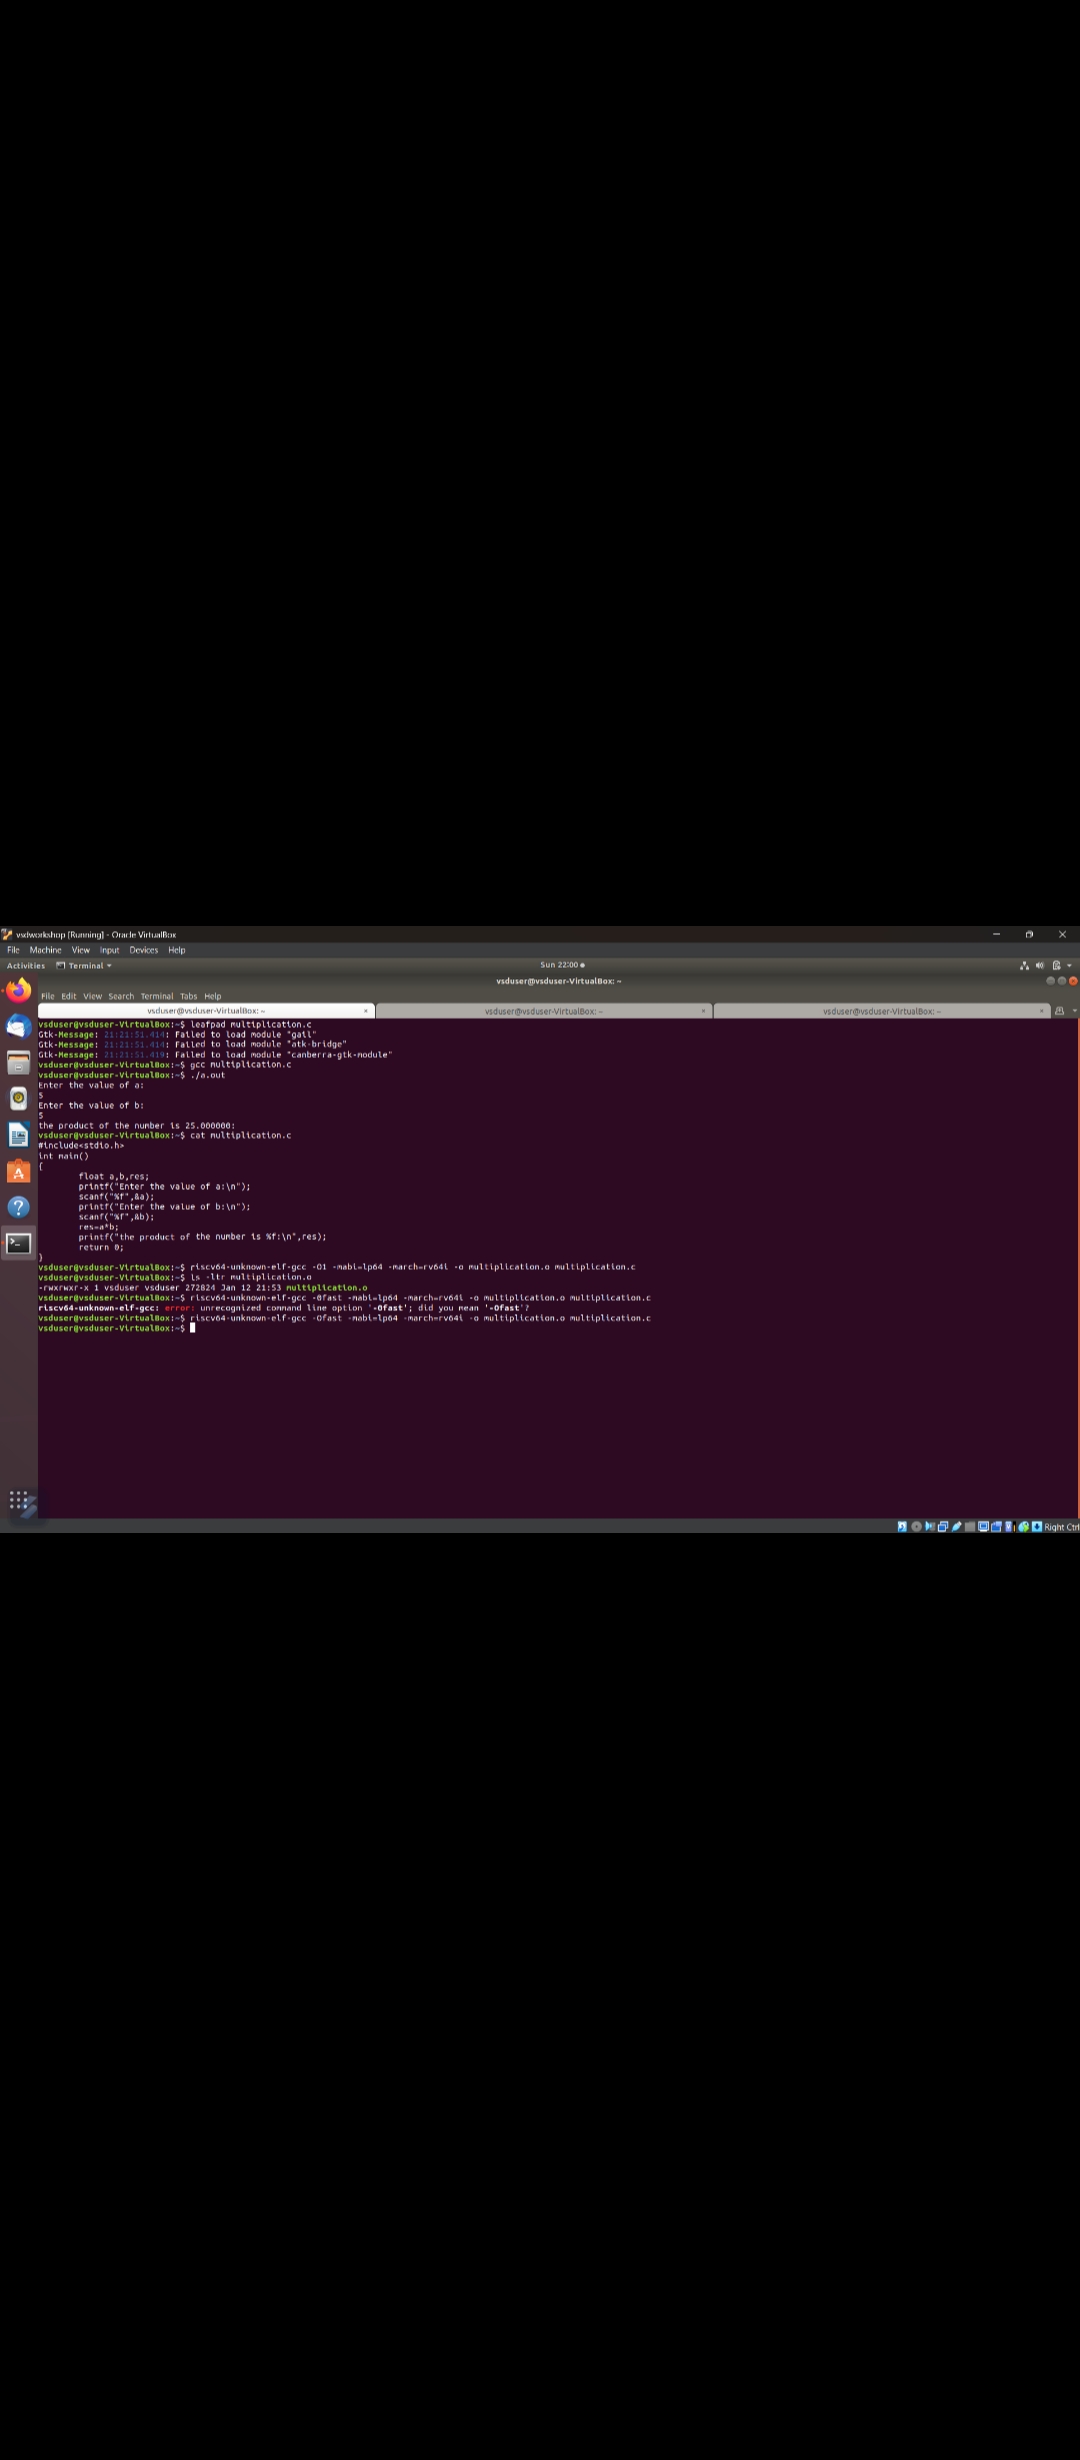 vsdworkshop [Running] - Oracle VirtualBox
File Machine View Input Devices Help
Activities Terminal Sun 22:00
vsduser@vsduser-VirtualBox: ~
File Edit View Search Terminal Tabs Help
vsduser@vsduser-VirtualBox: ~ × vsduser@vsduser-VirtualBox: ~ × vsduser@vsduser-VirtualBox: ~ ×
vsduser@vsduser-VirtualBox:~$ leafpad multiplication.c
Gtk-Message: 21:21:51.414: Failed to load module "gail"
Gtk-Message: 21:21:51.414: Failed to load module "atk-bridge"
Gtk-Message: 21:21:51.419: Failed to load module "canberra-gtk-module"
vsduser@vsduser-VirtualBox:~$ gcc multiplication.c
vsduser@vsduser-VirtualBox:~$ ./a.out
Enter the value of a:
5
Enter the value of b:
5
the product of the number is 25.000000:
vsduser@vsduser-VirtualBox:~$ cat multiplication.c
#include<stdio.h>
int main()
{
float a,b,res;
printf("Enter the value of a:\n");
scanf("%f",&a);
printf("Enter the value of b:\n");
scanf("%f",&b);
res=a*b;
printf("the product of the number is %f:\n",res);
return 0;
}
vsduser@vsduser-VirtualBox:~$ riscv64-unknown-elf-gcc -O1 -mabi=lp64 -march=rv64i -o multiplication.o multiplication.c
vsduser@vsduser-VirtualBox:~$ ls -ltr multiplication.o
-rwxrwxr-x 1 vsduser vsduser 272824 Jan 12 21:53 multiplication.o
vsduser@vsduser-VirtualBox:~$ riscv64-unknown-elf-gcc -0fast -mabi=lp64 -march=rv64i -o multiplication.o multiplication.c
riscv64-unknown-elf-gcc: error: unrecognized command line option '-0fast'; did you mean '-Ofast'?
vsduser@vsduser-VirtualBox:~$ riscv64-unknown-elf-gcc -Ofast -mabi=lp64 -march=rv64i -o multiplication.o multiplication.c
vsduser@vsduser-VirtualBox:~$
Right Ctrl